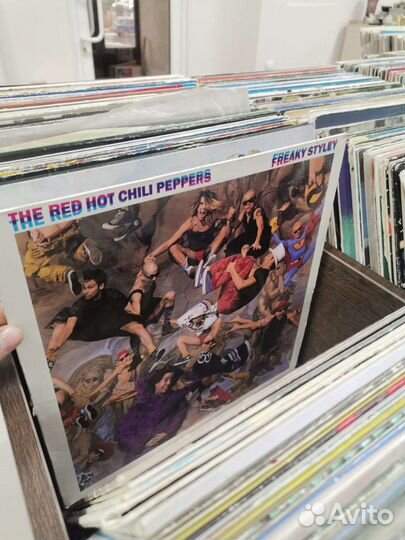 THE RED HOT CHILI PEPPERS
FREAKY STYLEY
Avito